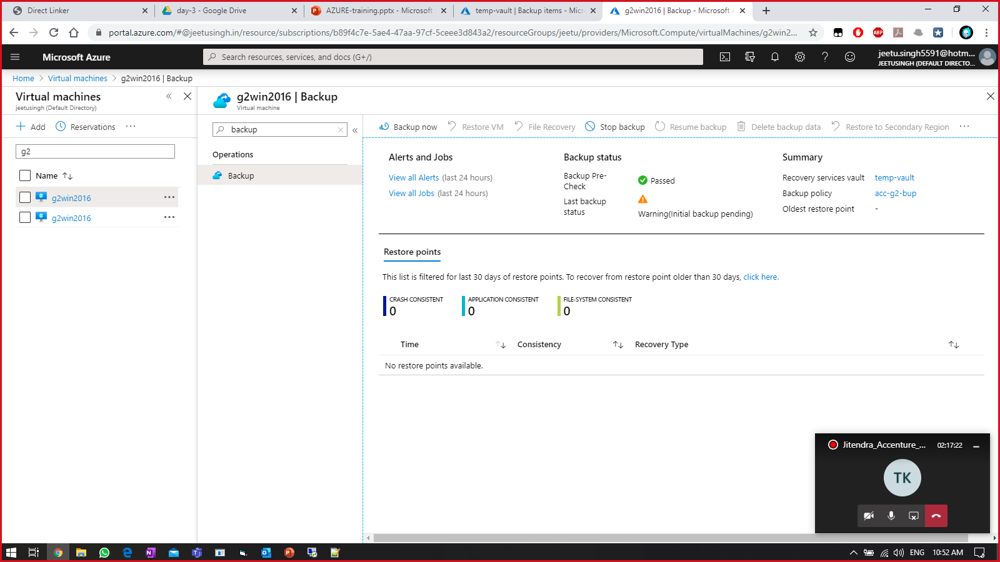 Direct Linker
day-3 - Google Drive
AZURE-training.pptx - Microsoft
temp-vault | Backup items - Micr
g2win2016 | Backup - Microsoft A
portal.azure.com/#@jeetusingh.in/resource/subscriptions/b89f4c7e-5ae4-47aa-97cf-5ceee3d843a2/resourceGroups/jeetu/providers/Microsoft.Compute/virtualMachines/g2win2...
ABP
Microsoft Azure
Search resources, services, and docs (G+/)
jeetu.singh5591@hotm...
JEETUSINGH (DEFAULT DIRECTO...
Home > Virtual machines > g2win2016 | Backup
Virtual machines
jeetusingh (Default Directory)
Add
Reservations
g2
Name
g2win2016
g2win2016
g2win2016 | Backup
Virtual machine
backup
Operations
Backup
Backup now
Restore VM
File Recovery
Stop backup
Resume backup
Delete backup data
Restore to Secondary Region
Alerts and Jobs
View all Alerts (last 24 hours)
View all Jobs (last 24 hours)
Backup status
Backup Pre-
Check
Passed
Last backup
status
Warning(Initial backup pending)
Summary
Recovery services vault temp-vault
Backup policy acc-g2-bup
Oldest restore point -
Restore points
This list is filtered for last 30 days of restore points. To recover from restore point older than 30 days, click here.
CRASH CONSISTENT
0
APPLICATION CONSISTENT
0
FILE-SYSTEM CONSISTENT
0
Time
Consistency
Recovery Type
No restore points available.
Jitendra_Accenture_...
02:17:22
TK
ENG
10:52 AM